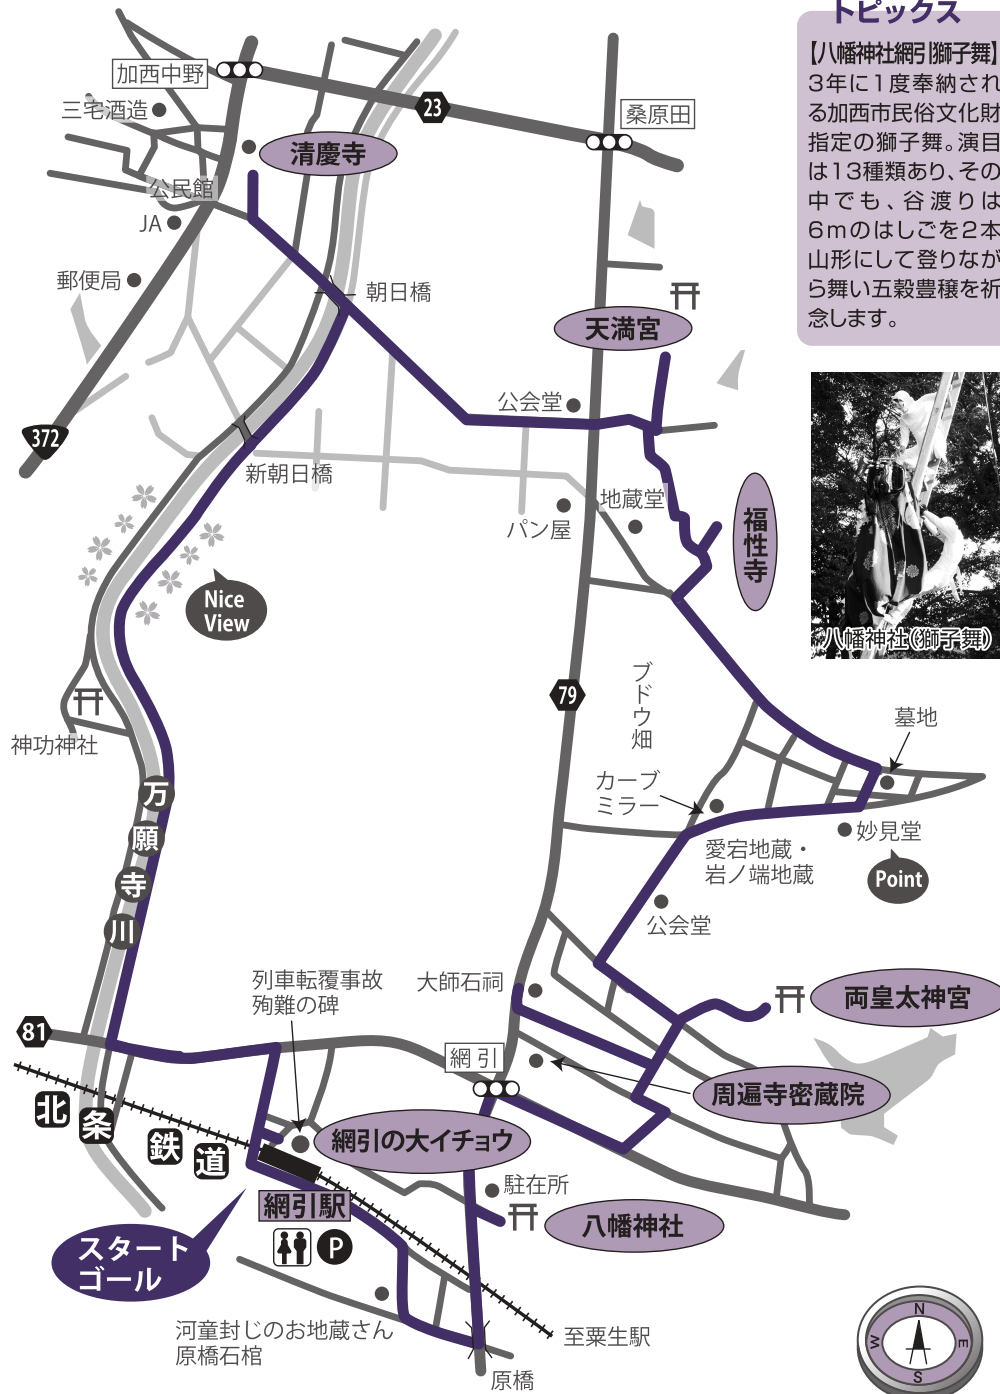 トピックス
【八幡神社網引獅子舞】
3年に1度奉納され
る加西市民俗文化財
指定の獅子舞。演目
は13種類あり、その
中でも、谷渡りは
6mのはしごを2本
山形にして登りなが
ら舞い五穀豊穣を祈
念します。
八幡神社(獅子舞)
加西中野
三宅酒造
23
桑原田
清慶寺
公民館
JA
郵便局
朝日橋
天満宮
公会堂
372
新朝日橋
パン屋
地蔵堂
福性寺
Nice
View
79
ブドウ畑
神功神社
墓地
カーブ
ミラー
万願寺川
妙見堂
愛宕地蔵・
岩ノ端地蔵
Point
公会堂
列車転覆事故
殉難の碑
大師石祠
両皇太神宮
81
網引
周遍寺密蔵院
北条鉄道
網引の大イチョウ
駐在所
網引駅
八幡神社
P
スタート
ゴール
河童封じのお地蔵さん
原橋石棺
至粟生駅
原橋
N
W
E
S